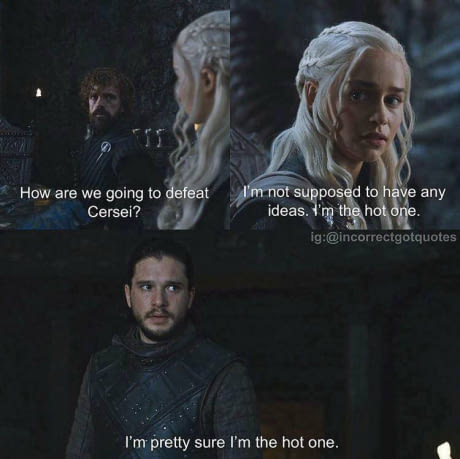 How are we going to defeat
Cersei?
I'm not supposed to have any
ideas. I'm the hot one.
ig:@incorrectgotquotes
I'm pretty sure I'm the hot one.